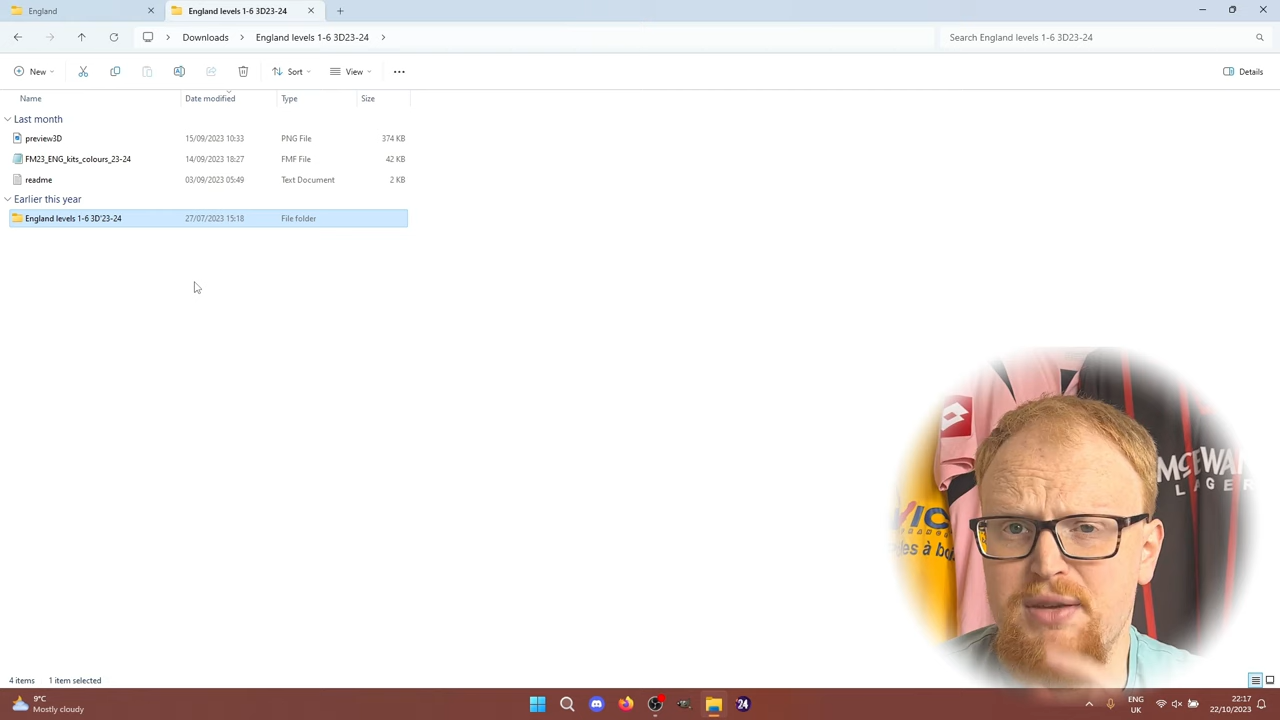 England
England levels 1-6 3D23-24
Downloads
England levels 1-6 3D23-24
Search England levels 1-6 3D23-24
New
Sort
View
Details
Name Date modified Type Size
Last month
preview3D 15/09/2023 10:33 PNG File 374 KB
FM23_ENG_kits_colours_23-24 14/09/2023 18:27 FMF File 42 KB
readme 03/09/2023 05:49 Text Document 2 KB
Earlier this year
England levels 1-6 3D'23-24 27/07/2023 15:18 File folder
McEWAN
LAGER
4 items 1 item selected
9°C
Mostly cloudy
24
ENG
UK
22:17
22/10/2023